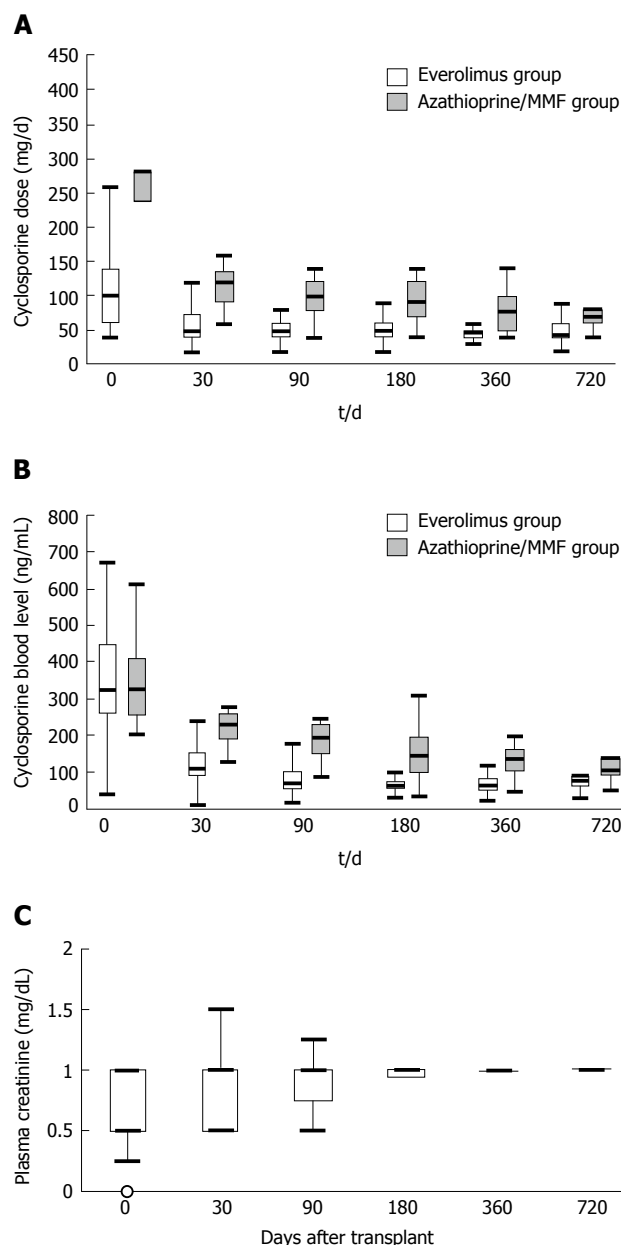 A
Cyclosporine dose (mg/d)
450
400
350
300
250
200
150
100
50
0
Everolimus group
Azathioprine/MMF group
0 30 90 180 360 720
t/d
B
Cyclosporine blood level (ng/mL)
800
700
600
500
400
300
200
100
0
Everolimus group
Azathioprine/MMF group
0 30 90 180 360 720
t/d
C
Plasma creatinine (mg/dL)
2
1.5
1
0.5
0
0 30 90 180 360 720
Days after transplant